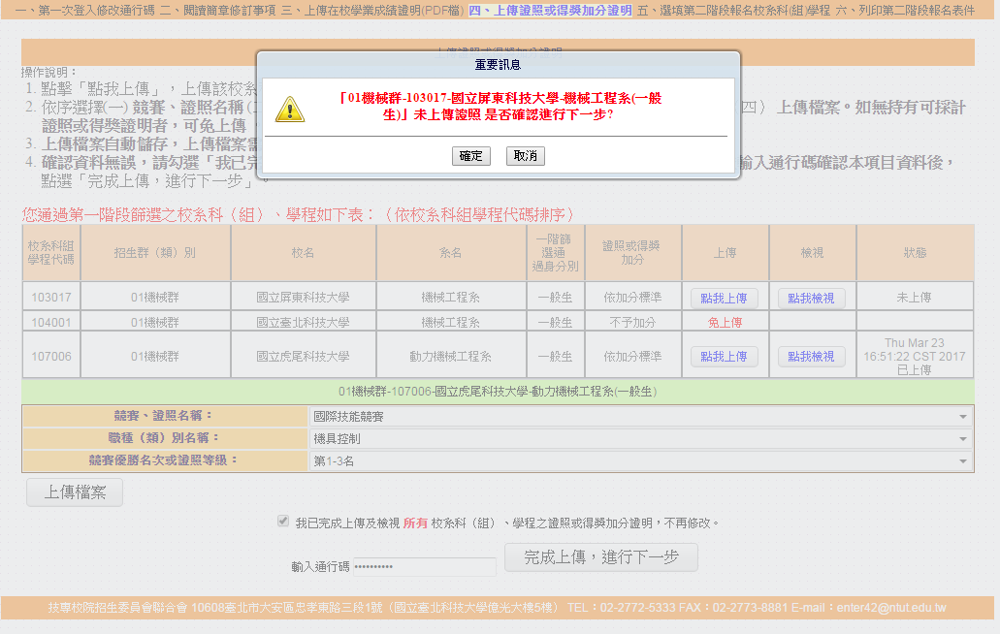 一、第一次登入修改通行碼 二、閱讀簡章修訂事項 三、上傳在校學業成績證明(PDF檔) 四、上傳證照或得獎加分證明 五、選填第二階段報名校系科(組)學程 六、列印第二階段報名表件
上傳證照或得獎加分證明
重要訊息
「01機械群-103017-國立屏東科技大學-機械工程系(一般
生)」未上傳證照 是否確認進行下一步?
確定 取消
操作說明：
1. 點擊「點我上傳」，上傳該校系
2. 依序選擇(一) 競賽、證照名稱 四） 上傳檔案。如無持有可採計
證照或得獎證明者，可免上傳
3. 上傳檔案自動儲存，上傳檔案
4. 確認資料無誤，請勾選「我已完 輸入通行碼確認本項目資料後，
點選「完成上傳，進行下一步」。
您通過第一階段篩選之校系科（組）、學程如下表：（依校系科組學程代碼排序）
校系科組
學程代碼 招生群（類）別 校名 系名 一階篩
選通
過身分別 證照或得獎
加分 上傳 檢視 狀態
103017 01機械群 國立屏東科技大學 機械工程系 一般生 依加分標準 點我上傳 點我檢視 未上傳
104001 01機械群 國立臺北科技大學 機械工程系 一般生 不予加分 免上傳
107006 01機械群 國立虎尾科技大學 動力機械工程系 一般生 依加分標準 點我上傳 點我檢視 Thu Mar 23
16:51:22 CST 2017
已上傳
01機械群-107006-國立虎尾科技大學-動力機械工程系(一般生)
競賽、證照名稱： 國際技能競賽
職種（類）別名稱： 機具控制
競賽優勝名次或證照等級： 第1-3名
上傳檔案
我已完成上傳及檢視 所有 校系科（組）、學程之證照或得獎加分證明，不再修改。
輸入通行碼 •••••••••• 完成上傳，進行下一步
技專校院招生委員會聯合會 10608臺北市大安區忠孝東路三段1號（國立臺北科技大學億光大樓5樓） TEL：02-2772-5333 FAX：02-2773-8881 E-mail：enter42@ntut.edu.tw